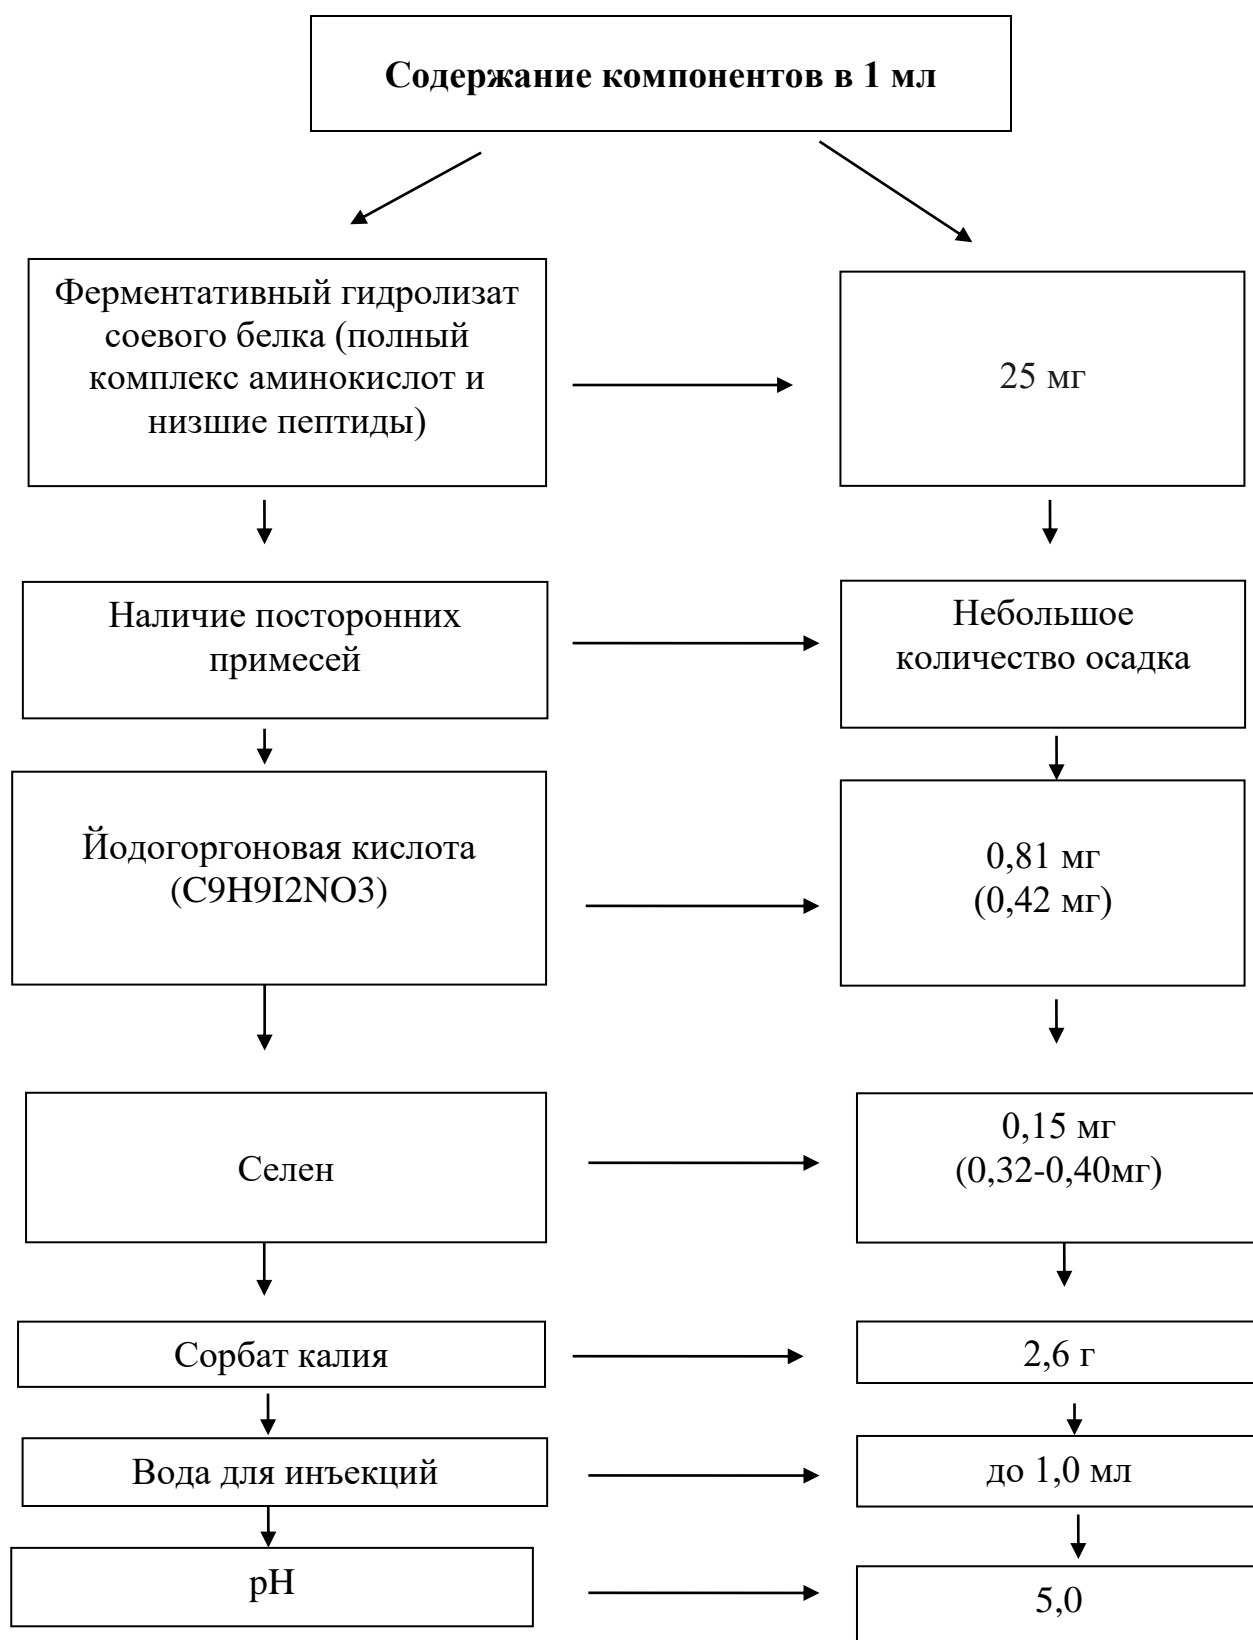 Содержание компонентов в 1 мл
Ферментативный гидролизат
соевого белка (полный
комплекс аминокислот и
низшие пептиды)
25 мг
Наличие посторонних
примесей
Небольшое
количество осадка
Йодогоргоновая кислота
(C9H9I2NO3)
0,81 мг
(0,42 мг)
Селен
0,15 мг
(0,32-0,40мг)
Сорбат калия
2,6 г
Вода для инъекций
до 1,0 мл
pH
5,0